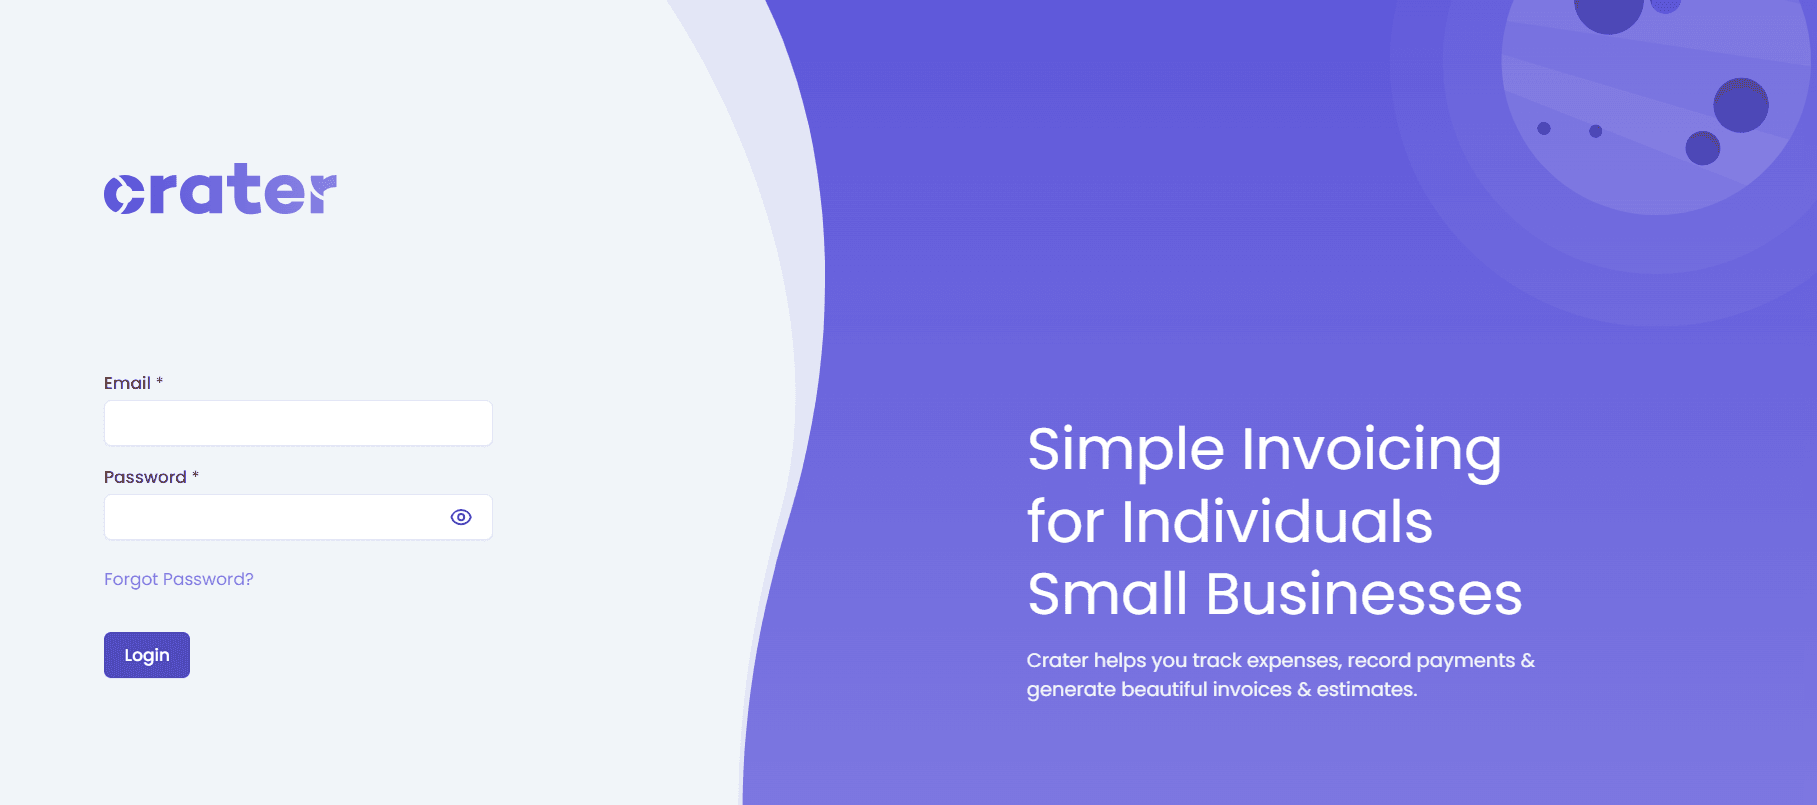 crater
Email *
Password *
Forgot Password?
Login
Simple Invoicing
for Individuals
Small Businesses
Crater helps you track expenses, record payments &
generate beautiful invoices & estimates.